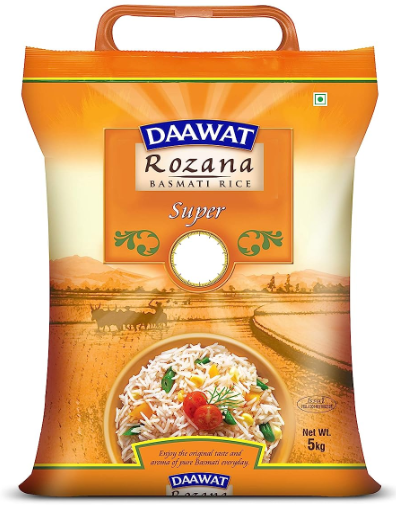 DAAWAT
Rozana
BASMATI RICE
Super
Net Wt.
5kg
Enjoy the original taste and
aroma of pure Basmati everyday.
DAAWAT
Rozana